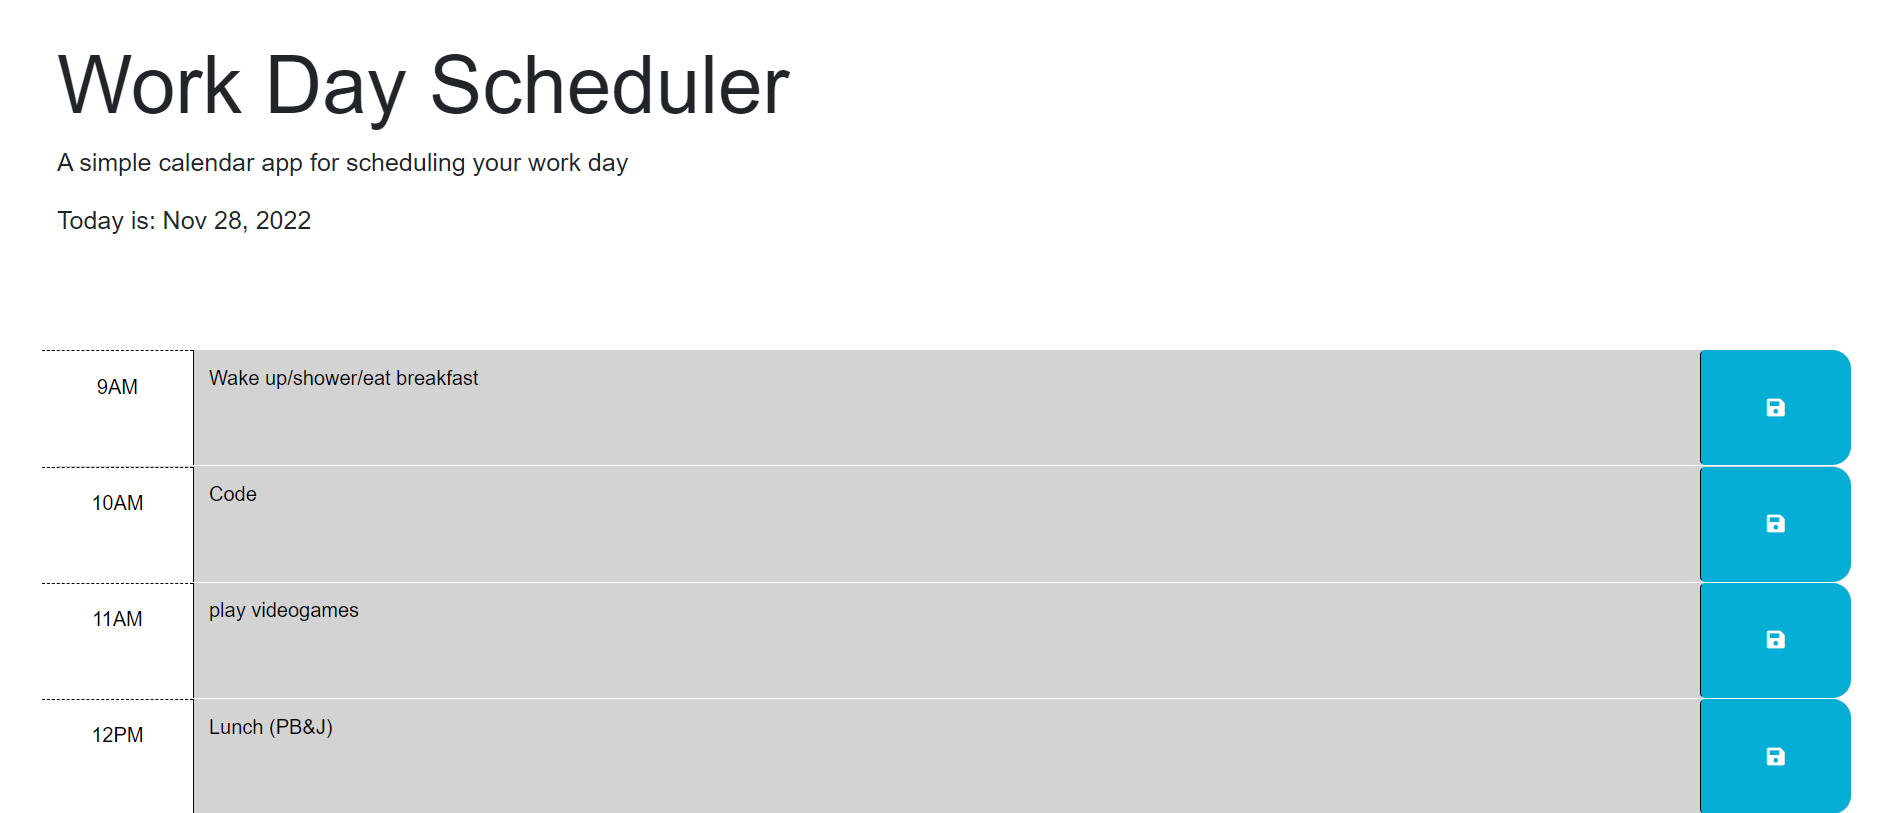 Work Day Scheduler
A simple calendar app for scheduling your work day
Today is: Nov 28, 2022
9AM
Wake up/shower/eat breakfast
10AM
Code
11AM
play videogames
12PM
Lunch (PB&J)